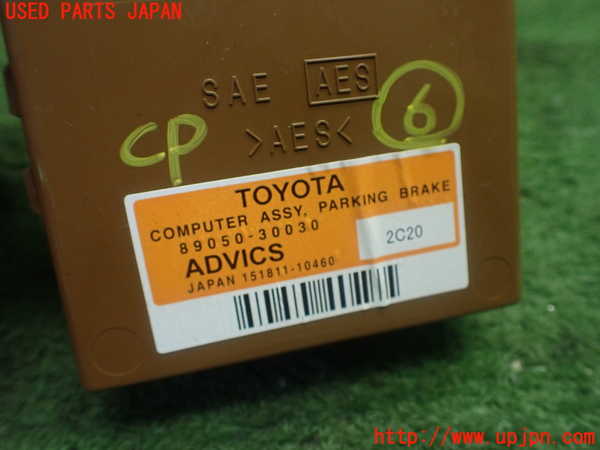 USED PARTS JAPAN
SAE AES
>AES<
CP
6
TOYOTA
COMPUTER ASSY, PARKING BRAKE
89050-30030
2C20
ADVICS
JAPAN 151811-10460
http://www.upjpn.com/